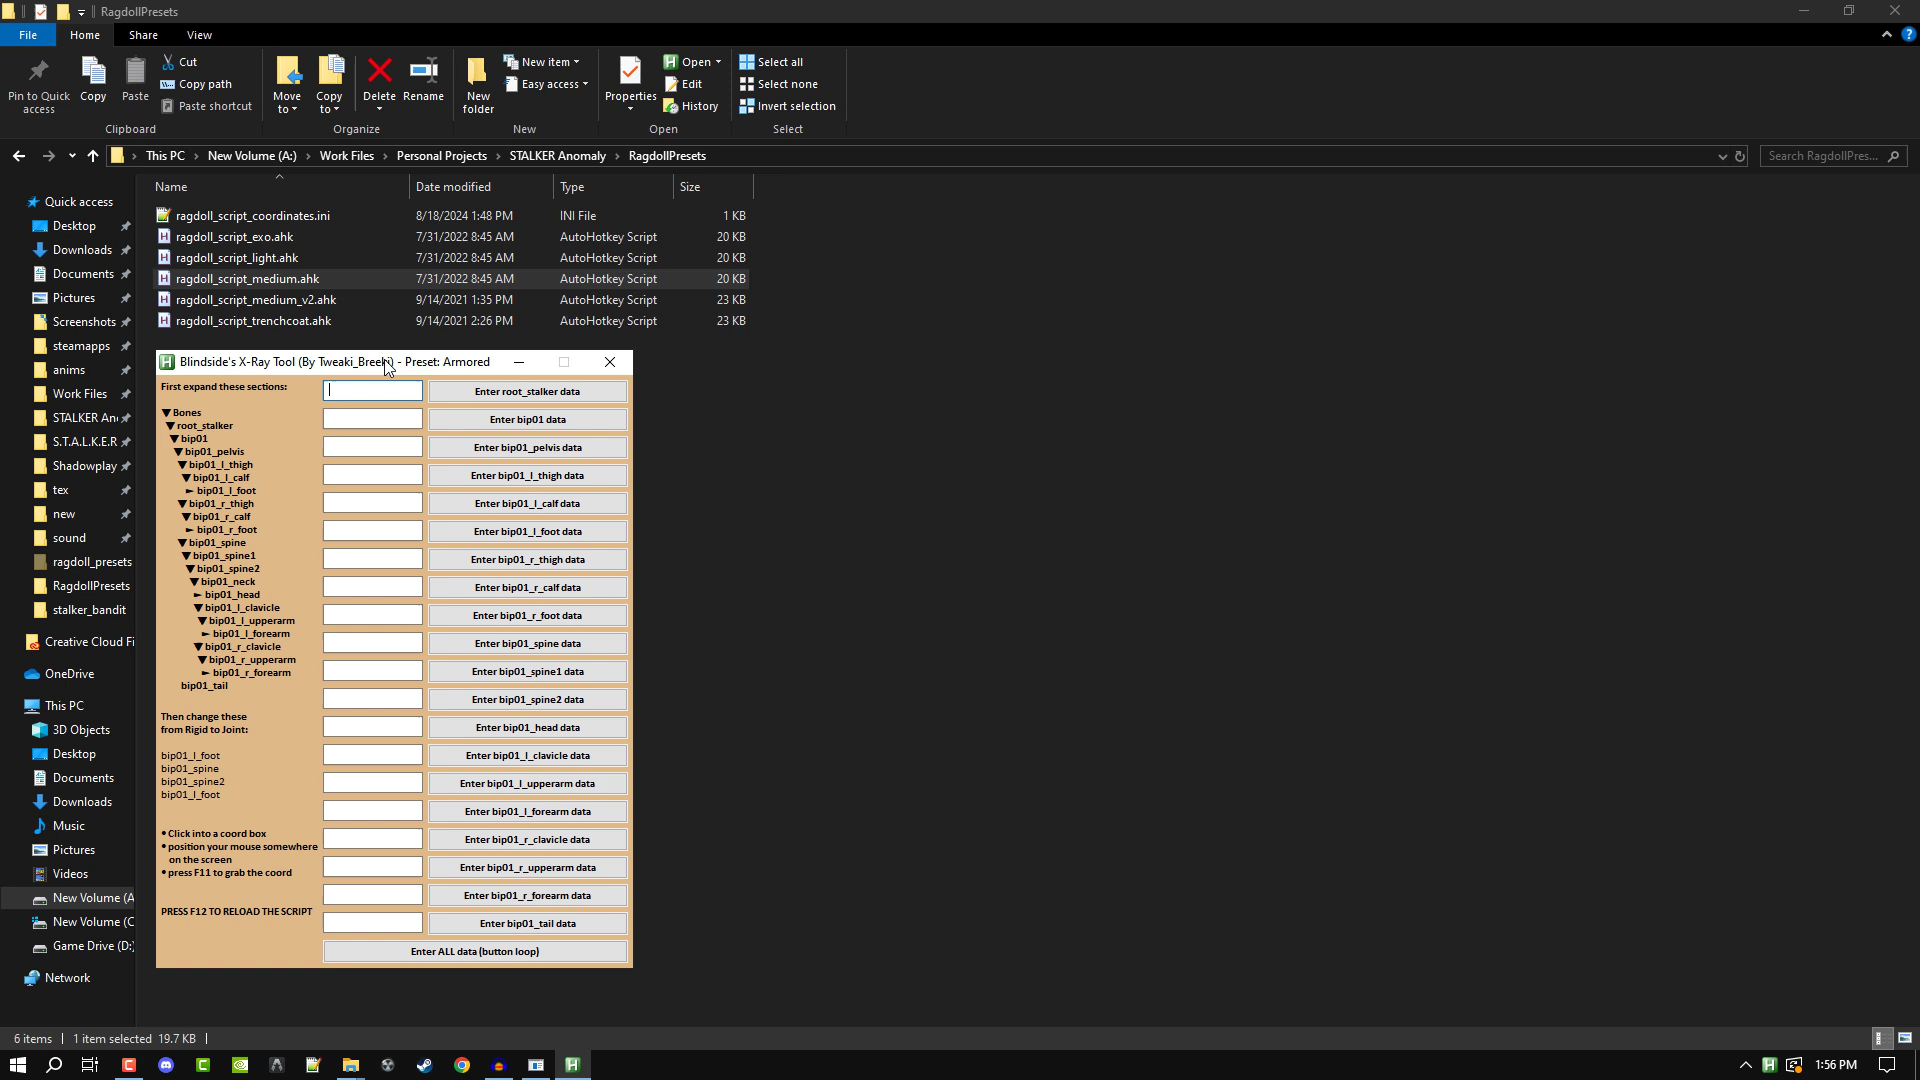 RagdollPresets
File
Home
Share
View
Pin to Quick access
Copy
Paste
Cut
Copy path
Paste shortcut
Clipboard
Move to
Copy to
Delete
Rename
Organize
New folder
New item
Easy access
New
Properties
Open
Edit
History
Open
Select all
Select none
Invert selection
Select
This PC
New Volume (A:)
Work Files
Personal Projects
STALKER Anomaly
RagdollPresets
Search RagdollPres...
Name
Date modified
Type
Size
ragdoll_script_coordinates.ini 8/18/2024 1:48 PM INI File 1 KB
ragdoll_script_exo.ahk 7/31/2022 8:45 AM AutoHotkey Script 20 KB
ragdoll_script_light.ahk 7/31/2022 8:45 AM AutoHotkey Script 20 KB
ragdoll_script_medium.ahk 7/31/2022 8:45 AM AutoHotkey Script 20 KB
ragdoll_script_medium_v2.ahk 9/14/2021 1:35 PM AutoHotkey Script 23 KB
ragdoll_script_trenchcoat.ahk 9/14/2021 2:26 PM AutoHotkey Script 23 KB
Quick access
Desktop
Downloads
Documents
Pictures
Screenshots
steamapps
anims
Work Files
STALKER An
S.T.A.L.K.E.R
Shadowplay
tex
new
sound
ragdoll_presets
RagdollPresets
stalker_bandit
Creative Cloud Fi
OneDrive
This PC
3D Objects
Desktop
Documents
Downloads
Music
Pictures
Videos
New Volume (A
New Volume (C
Game Drive (D:)
Network
Blindside's X-Ray Tool (By Tweaki_Breeki) - Preset: Armored
First expand these sections:
▼ Bones
▼ root_stalker
▼ bip01
▼ bip01_pelvis
▼ bip01_l_thigh
▼ bip01_l_calf
► bip01_l_foot
▼ bip01_r_thigh
▼ bip01_r_calf
► bip01_r_foot
▼ bip01_spine
▼ bip01_spine1
▼ bip01_spine2
▼ bip01_neck
► bip01_head
▼ bip01_l_clavicle
▼ bip01_l_upperarm
► bip01_l_forearm
▼ bip01_r_clavicle
▼ bip01_r_upperarm
► bip01_r_forearm
bip01_tail
Then change these
from Rigid to Joint:
bip01_l_foot
bip01_spine
bip01_spine2
bip01_l_foot
• Click into a coord box
• position your mouse somewhere
on the screen
• press F11 to grab the coord
PRESS F12 TO RELOAD THE SCRIPT
Enter root_stalker data
Enter bip01 data
Enter bip01_pelvis data
Enter bip01_l_thigh data
Enter bip01_l_calf data
Enter bip01_l_foot data
Enter bip01_r_thigh data
Enter bip01_r_calf data
Enter bip01_r_foot data
Enter bip01_spine data
Enter bip01_spine1 data
Enter bip01_spine2 data
Enter bip01_head data
Enter bip01_l_clavicle data
Enter bip01_l_upperarm data
Enter bip01_l_forearm data
Enter bip01_r_clavicle data
Enter bip01_r_upperarm data
Enter bip01_r_forearm data
Enter bip01_tail data
Enter ALL data (button loop)
6 items
1 item selected 19.7 KB
1:56 PM